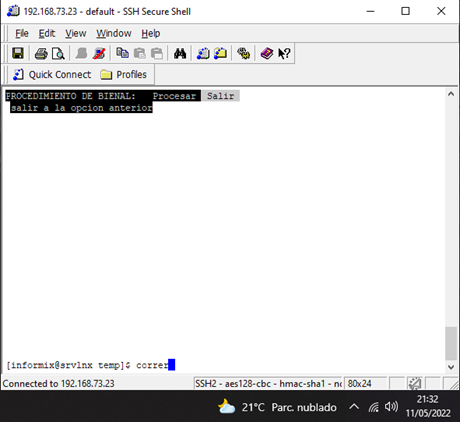 192.168.73.23 - default - SSH Secure Shell
File Edit View Window Help
Quick Connect Profiles
PROCEDIMIENTO DE BIENAL: Procesar Salir
salir a la opcion anterior
[informix@srvlnx temp]$ correr
Connected to 192.168.73.23 SSH2 - aes128-cbc - hmac-sha1 - nc 80x24
21°C Parc. nublado 21:32
11/05/2022